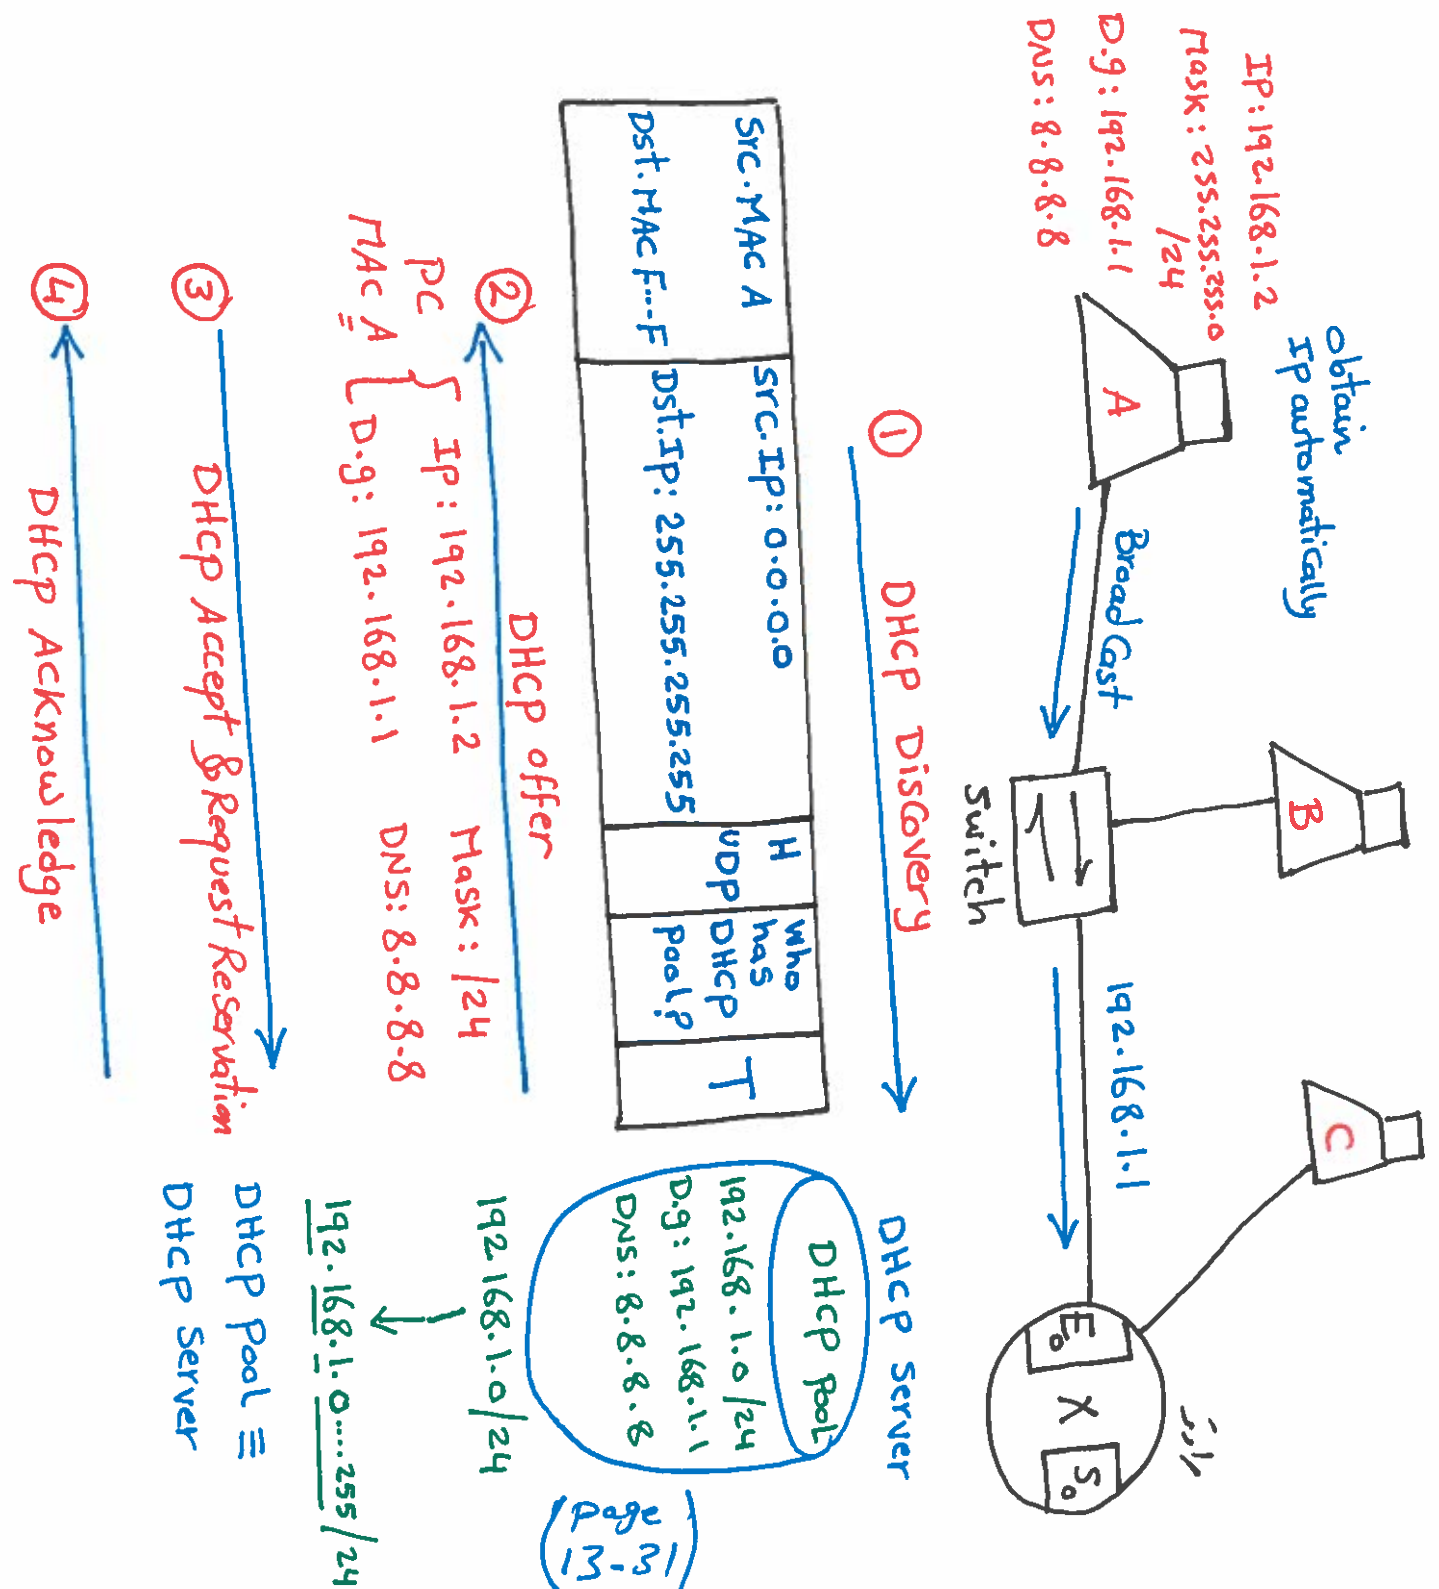 Obtain
Ip automatically
IP: 192.168.1.2
Mask: 255.255.255.0
/24
D.g: 192.168.1.1
DNS: 8.8.8.8
A
BroadCast
B
Switch
192.168.1.1
C
E0
X
S0
① DHCP Discovery
Src.MAC A
Dst.MAC F...F
Src.Ip: 0.0.0.0
Dst.Ip: 255.255.255.255
H
UDP
Who
has
DHCP
Pool?
T
DHCP Server
DHCP Pool
192.168.1.0/24
D.g: 192.168.1.1
DNS: 8.8.8.8
(Page
13-31)
② DHCP offer
PC
MAC A
Ip: 192.168.1.2 Mask: /24
D.g: 192.168.1.1 DNS: 8.8.8.8
192.168.1.0/24
192.168.1.0.....255/24
③ DHCP Accept & Request Reservation
DHCP Pool ≡
DHCP Server
④ DHCP Acknowledge